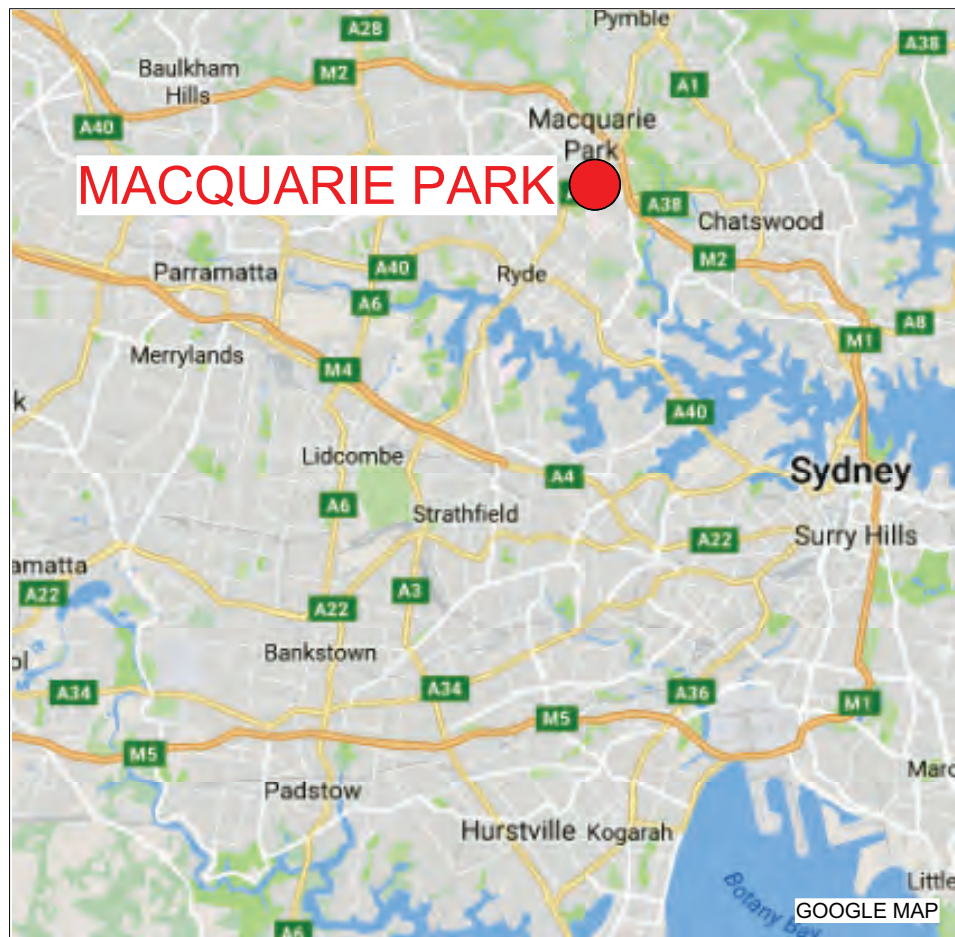 Pymble
A28
A38
Baulkham
Hills
M2
A1
A40
Macquarie
Park
MACQUARIE PARK
A38
Chatswood
Parramatta
A40
Ryde
M2
A6
A8
M1
Merrylands
M4
k
A40
Lidcombe
A4
Sydney
A6
Strathfield
A22
Surry Hills
amatta
A22
A3
A22
Bankstown
ol
A34
A34
A36
M1
M5
M5
Padstow
Marc
Hurstville
Kogarah
Little
Botany bay
GOOGLE MAP
A6